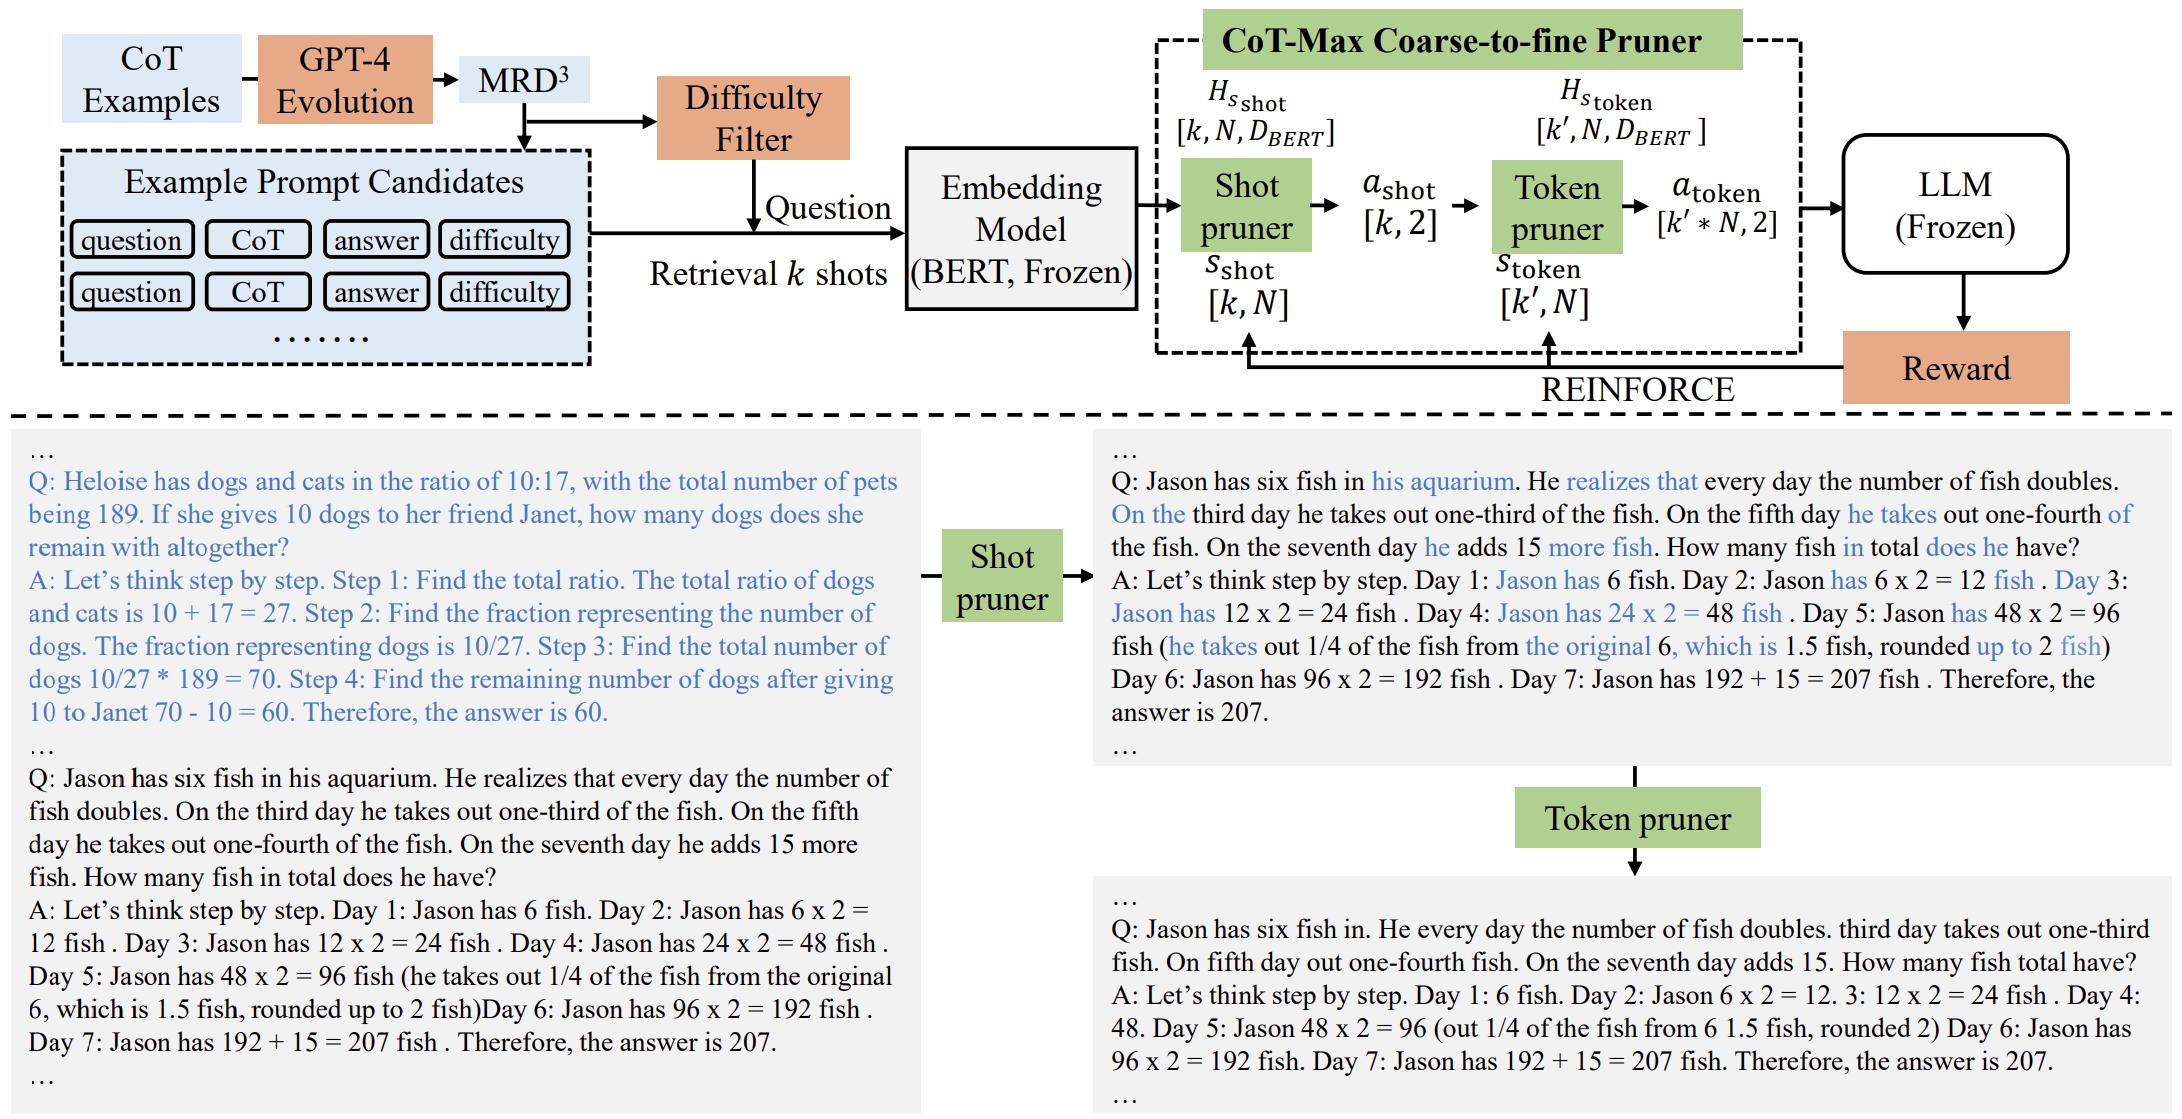 CoT
Examples
GPT-4
Evolution
MRD³
Difficulty
Filter
Example Prompt Candidates
question CoT answer difficulty
question CoT answer difficulty
.......
Question
Retrieval k shots
Embedding
Model
(BERT, Frozen)
CoT-Max Coarse-to-fine Pruner
H_{s_shot}
[k, N, D_BERT]
Shot
pruner
s_shot
[k, N]
a_shot
[k, 2]
H_{s_token}
[k′, N, D_BERT ]
Token
pruner
s_token
[k′, N]
a_token
[k′ * N, 2]
LLM
(Frozen)
Reward
REINFORCE
...
Q: Heloise has dogs and cats in the ratio of 10:17, with the total number of pets
being 189. If she gives 10 dogs to her friend Janet, how many dogs does she
remain with altogether?
A: Let’s think step by step. Step 1: Find the total ratio. The total ratio of dogs
and cats is 10 + 17 = 27. Step 2: Find the fraction representing the number of
dogs. The fraction representing dogs is 10/27. Step 3: Find the total number of
dogs 10/27 * 189 = 70. Step 4: Find the remaining number of dogs after giving
10 to Janet 70 - 10 = 60. Therefore, the answer is 60.
...
Q: Jason has six fish in his aquarium. He realizes that every day the number of
fish doubles. On the third day he takes out one-third of the fish. On the fifth
day he takes out one-fourth of the fish. On the seventh day he adds 15 more
fish. How many fish in total does he have?
A: Let’s think step by step. Day 1: Jason has 6 fish. Day 2: Jason has 6 x 2 =
12 fish . Day 3: Jason has 12 x 2 = 24 fish . Day 4: Jason has 24 x 2 = 48 fish .
Day 5: Jason has 48 x 2 = 96 fish (he takes out 1/4 of the fish from the original
6, which is 1.5 fish, rounded up to 2 fish)Day 6: Jason has 96 x 2 = 192 fish .
Day 7: Jason has 192 + 15 = 207 fish . Therefore, the answer is 207.
...
Shot
pruner
...
Q: Jason has six fish in his aquarium. He realizes that every day the number of fish doubles.
On the third day he takes out one-third of the fish. On the fifth day he takes out one-fourth of
the fish. On the seventh day he adds 15 more fish. How many fish in total does he have?
A: Let’s think step by step. Day 1: Jason has 6 fish. Day 2: Jason has 6 x 2 = 12 fish . Day 3:
Jason has 12 x 2 = 24 fish . Day 4: Jason has 24 x 2 = 48 fish . Day 5: Jason has 48 x 2 = 96
fish (he takes out 1/4 of the fish from the original 6, which is 1.5 fish, rounded up to 2 fish)
Day 6: Jason has 96 x 2 = 192 fish . Day 7: Jason has 192 + 15 = 207 fish . Therefore, the
answer is 207.
...
Token pruner
...
Q: Jason has six fish in. He every day the number of fish doubles. third day takes out one-third
fish. On fifth day out one-fourth fish. On the seventh day adds 15. How many fish total have?
A: Let’s think step by step. Day 1: 6 fish. Day 2: Jason 6 x 2 = 12. 3: 12 x 2 = 24 fish . Day 4:
48. Day 5: Jason 48 x 2 = 96 (out 1/4 of the fish from 6 1.5 fish, rounded 2) Day 6: Jason has
96 x 2 = 192 fish. Day 7: Jason has 192 + 15 = 207 fish. Therefore, the answer is 207.
...